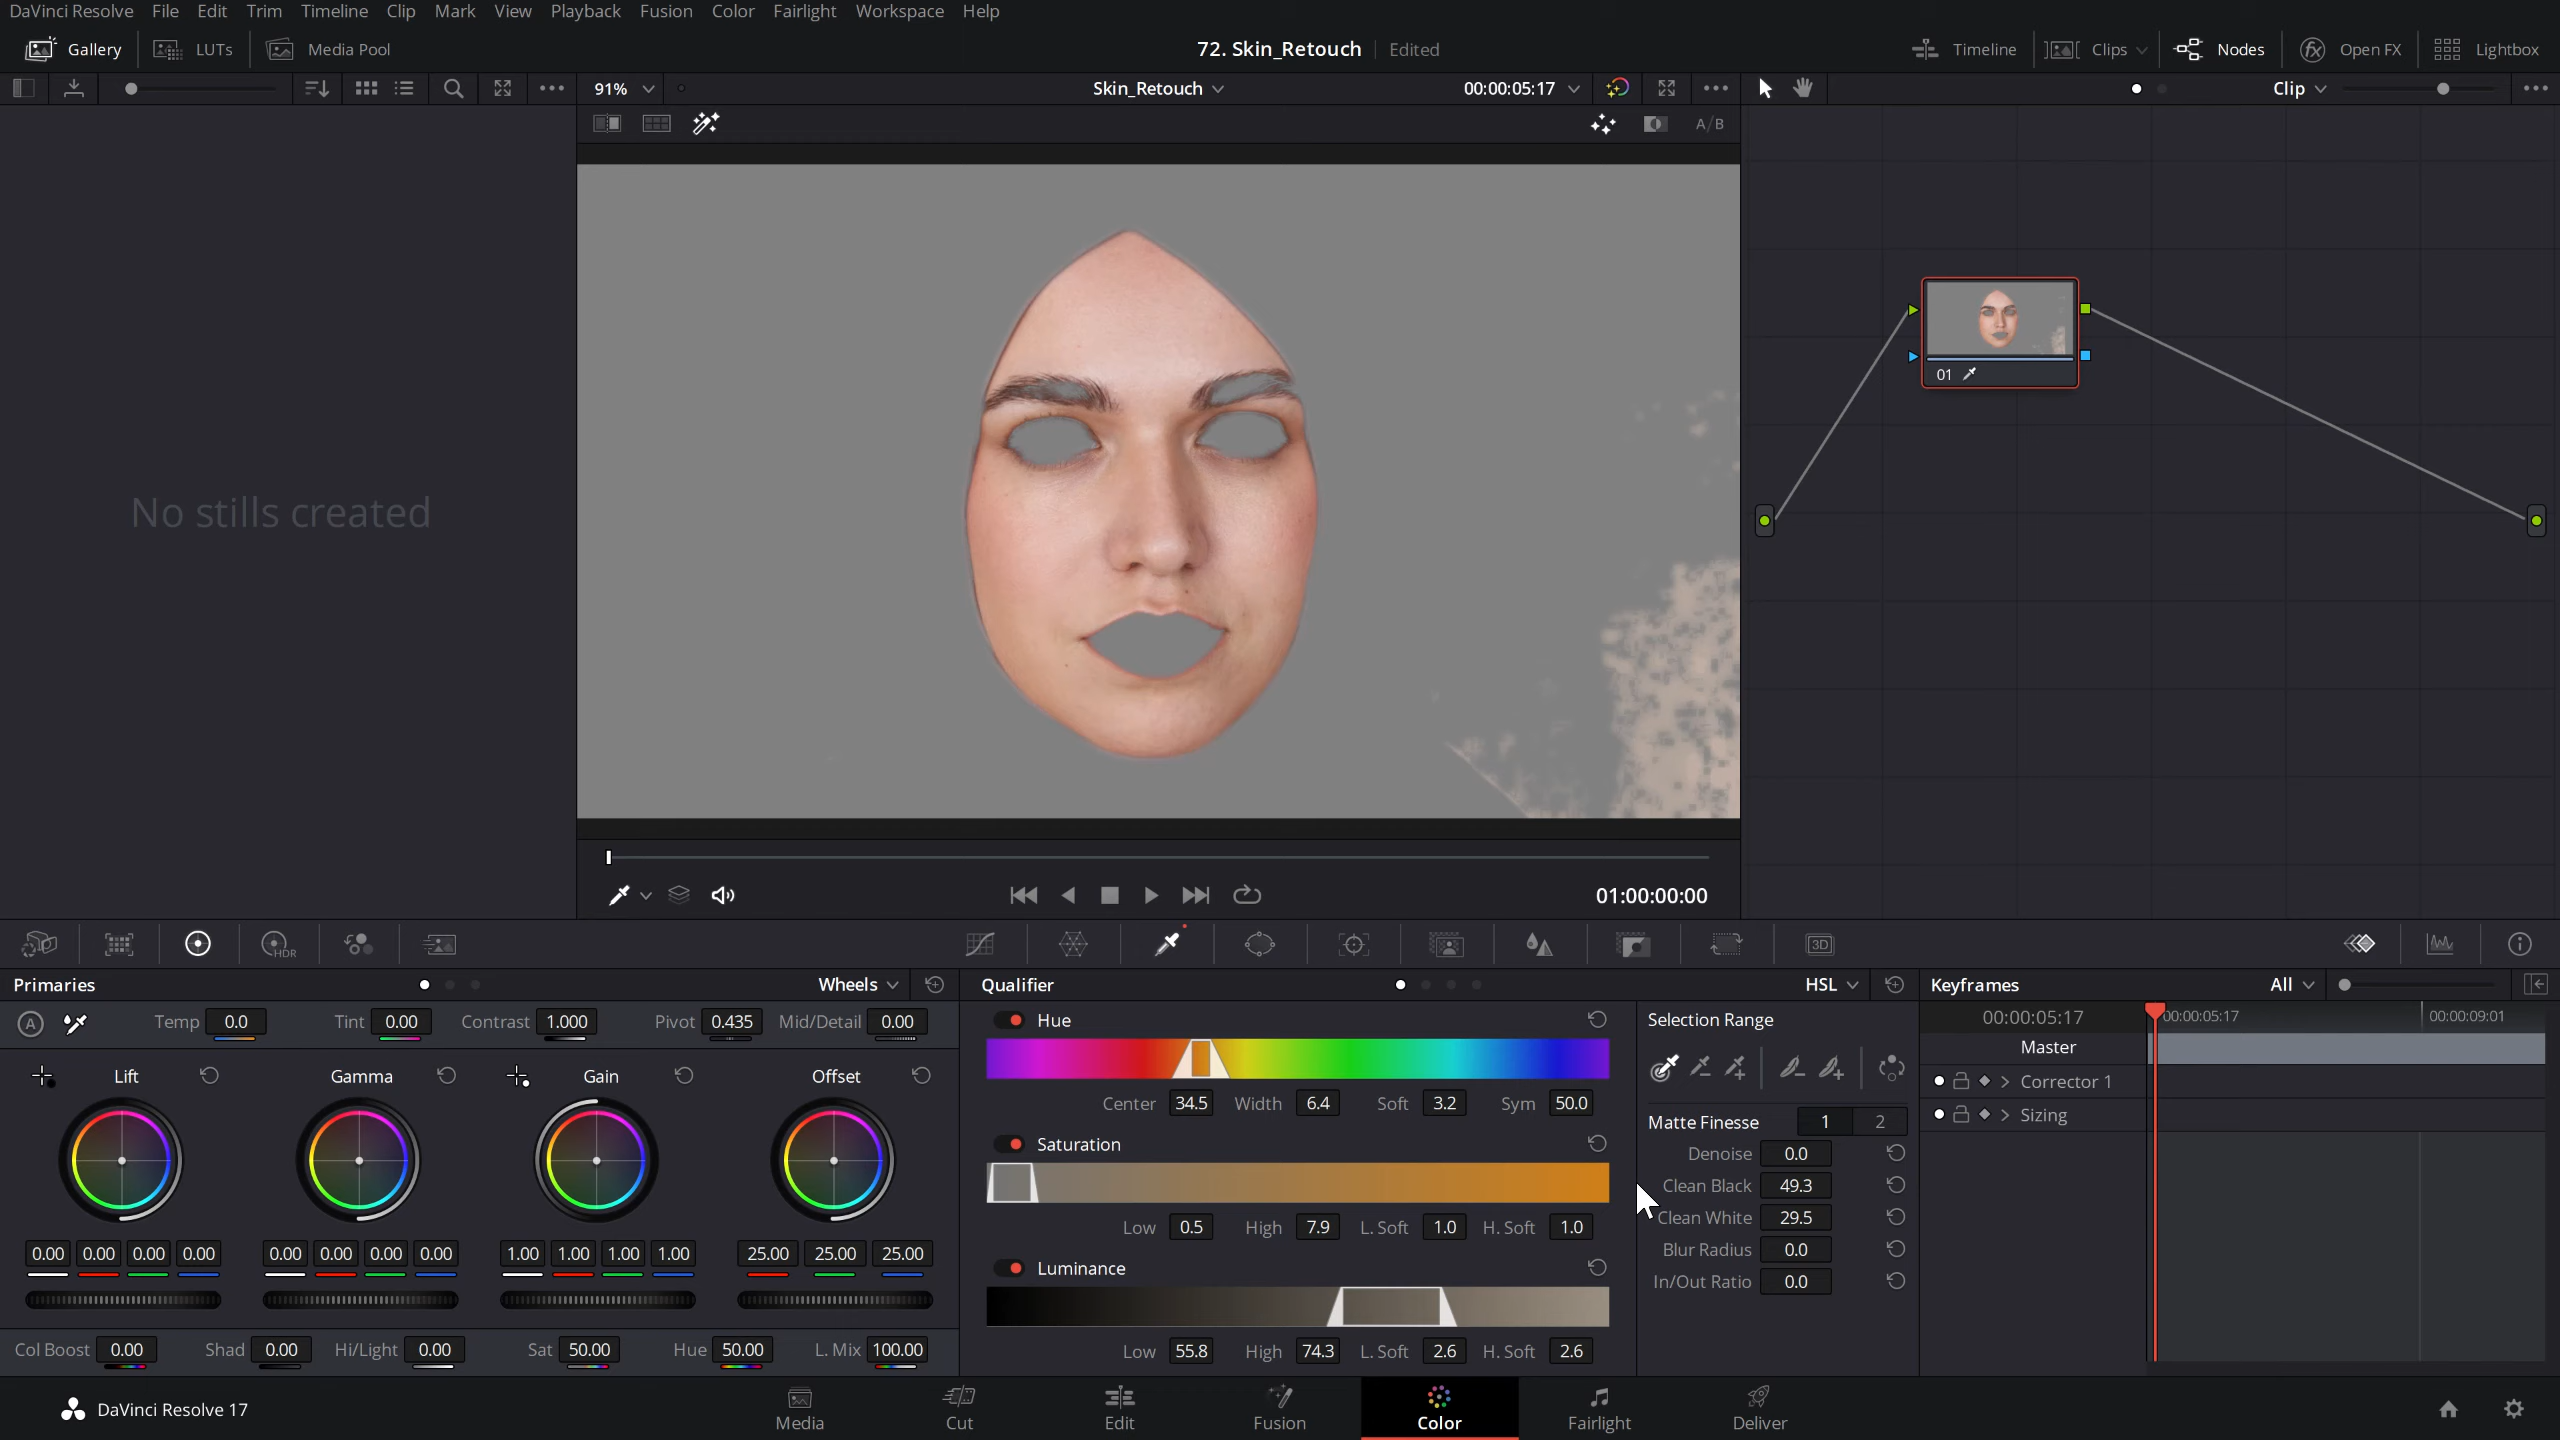 DaVinci Resolve File Edit Trim Timeline Clip Mark View Playback Fusion Color Fairlight Workspace Help
Gallery LUTs Media Pool 72. Skin_Retouch Edited Timeline Clips Nodes Open FX Lightbox
91% Skin_Retouch 00:00:05:17 Clip
A/B
No stills created
01
01:00:00:00
HDR 3D
Primaries Wheels Qualifier HSL Keyframes All
A Temp 0.0 Tint 0.00 Contrast 1.000 Pivot 0.435 Mid/Detail 0.00
Hue Selection Range 00:00:05:17 00:00:05:17 00:00:09:01
Master
Lift Gamma Gain Offset
Corrector 1
Center 34.5 Width 6.4 Soft 3.2 Sym 50.0
Sizing
Matte Finesse 1 2
Saturation Denoise 0.0
Clean Black 49.3
Clean White 29.5
Low 0.5 High 7.9 L. Soft 1.0 H. Soft 1.0
Blur Radius 0.0
0.00 0.00 0.00 0.00 0.00 0.00 0.00 0.00 1.00 1.00 1.00 1.00 25.00 25.00 25.00
Luminance In/Out Ratio 0.0
Col Boost 0.00 Shad 0.00 Hi/Light 0.00 Sat 50.00 Hue 50.00 L. Mix 100.00
Low 55.8 High 74.3 L. Soft 2.6 H. Soft 2.6
DaVinci Resolve 17 Media Cut Edit Fusion Color Fairlight Deliver